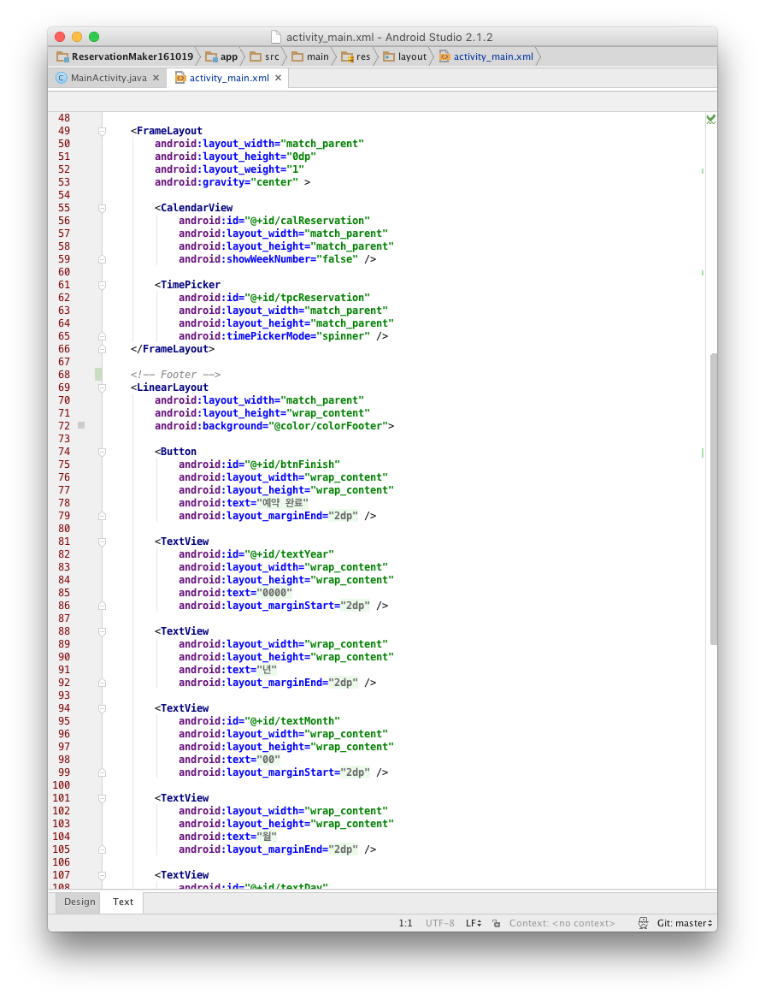 activity_main.xml - Android Studio 2.1.2
ReservationMaker161019 app src main res layout activity_main.xml
MainActivity.java activity_main.xml
48
49 <FrameLayout
50 android:layout_width="match_parent"
51 android:layout_height="0dp"
52 android:layout_weight="1"
53 android:gravity="center" >
54
55 <CalendarView
56 android:id="@+id/calReservation"
57 android:layout_width="match_parent"
58 android:layout_height="match_parent"
59 android:showWeekNumber="false" />
60
61 <TimePicker
62 android:id="@+id/tpcReservation"
63 android:layout_width="match_parent"
64 android:layout_height="match_parent"
65 android:timePickerMode="spinner" />
66 </FrameLayout>
67
68 <!-- Footer -->
69 <LinearLayout
70 android:layout_width="match_parent"
71 android:layout_height="wrap_content"
72 android:background="@color/colorFooter">
73
74 <Button
75 android:id="@+id/btnFinish"
76 android:layout_width="wrap_content"
77 android:layout_height="wrap_content"
78 android:text="예약 완료"
79 android:layout_marginEnd="2dp" />
80
81 <TextView
82 android:id="@+id/textYear"
83 android:layout_width="wrap_content"
84 android:layout_height="wrap_content"
85 android:text="0000"
86 android:layout_marginStart="2dp" />
87
88 <TextView
89 android:layout_width="wrap_content"
90 android:layout_height="wrap_content"
91 android:text="년"
92 android:layout_marginEnd="2dp" />
93
94 <TextView
95 android:id="@+id/textMonth"
96 android:layout_width="wrap_content"
97 android:layout_height="wrap_content"
98 android:text="00"
99 android:layout_marginStart="2dp" />
100
101 <TextView
102 android:layout_width="wrap_content"
103 android:layout_height="wrap_content"
104 android:text="월"
105 android:layout_marginEnd="2dp" />
106
107 <TextView
108 android:id="@+id/textDay"
Design Text
1:1 UTF-8 LF Context: <no context> Git: master